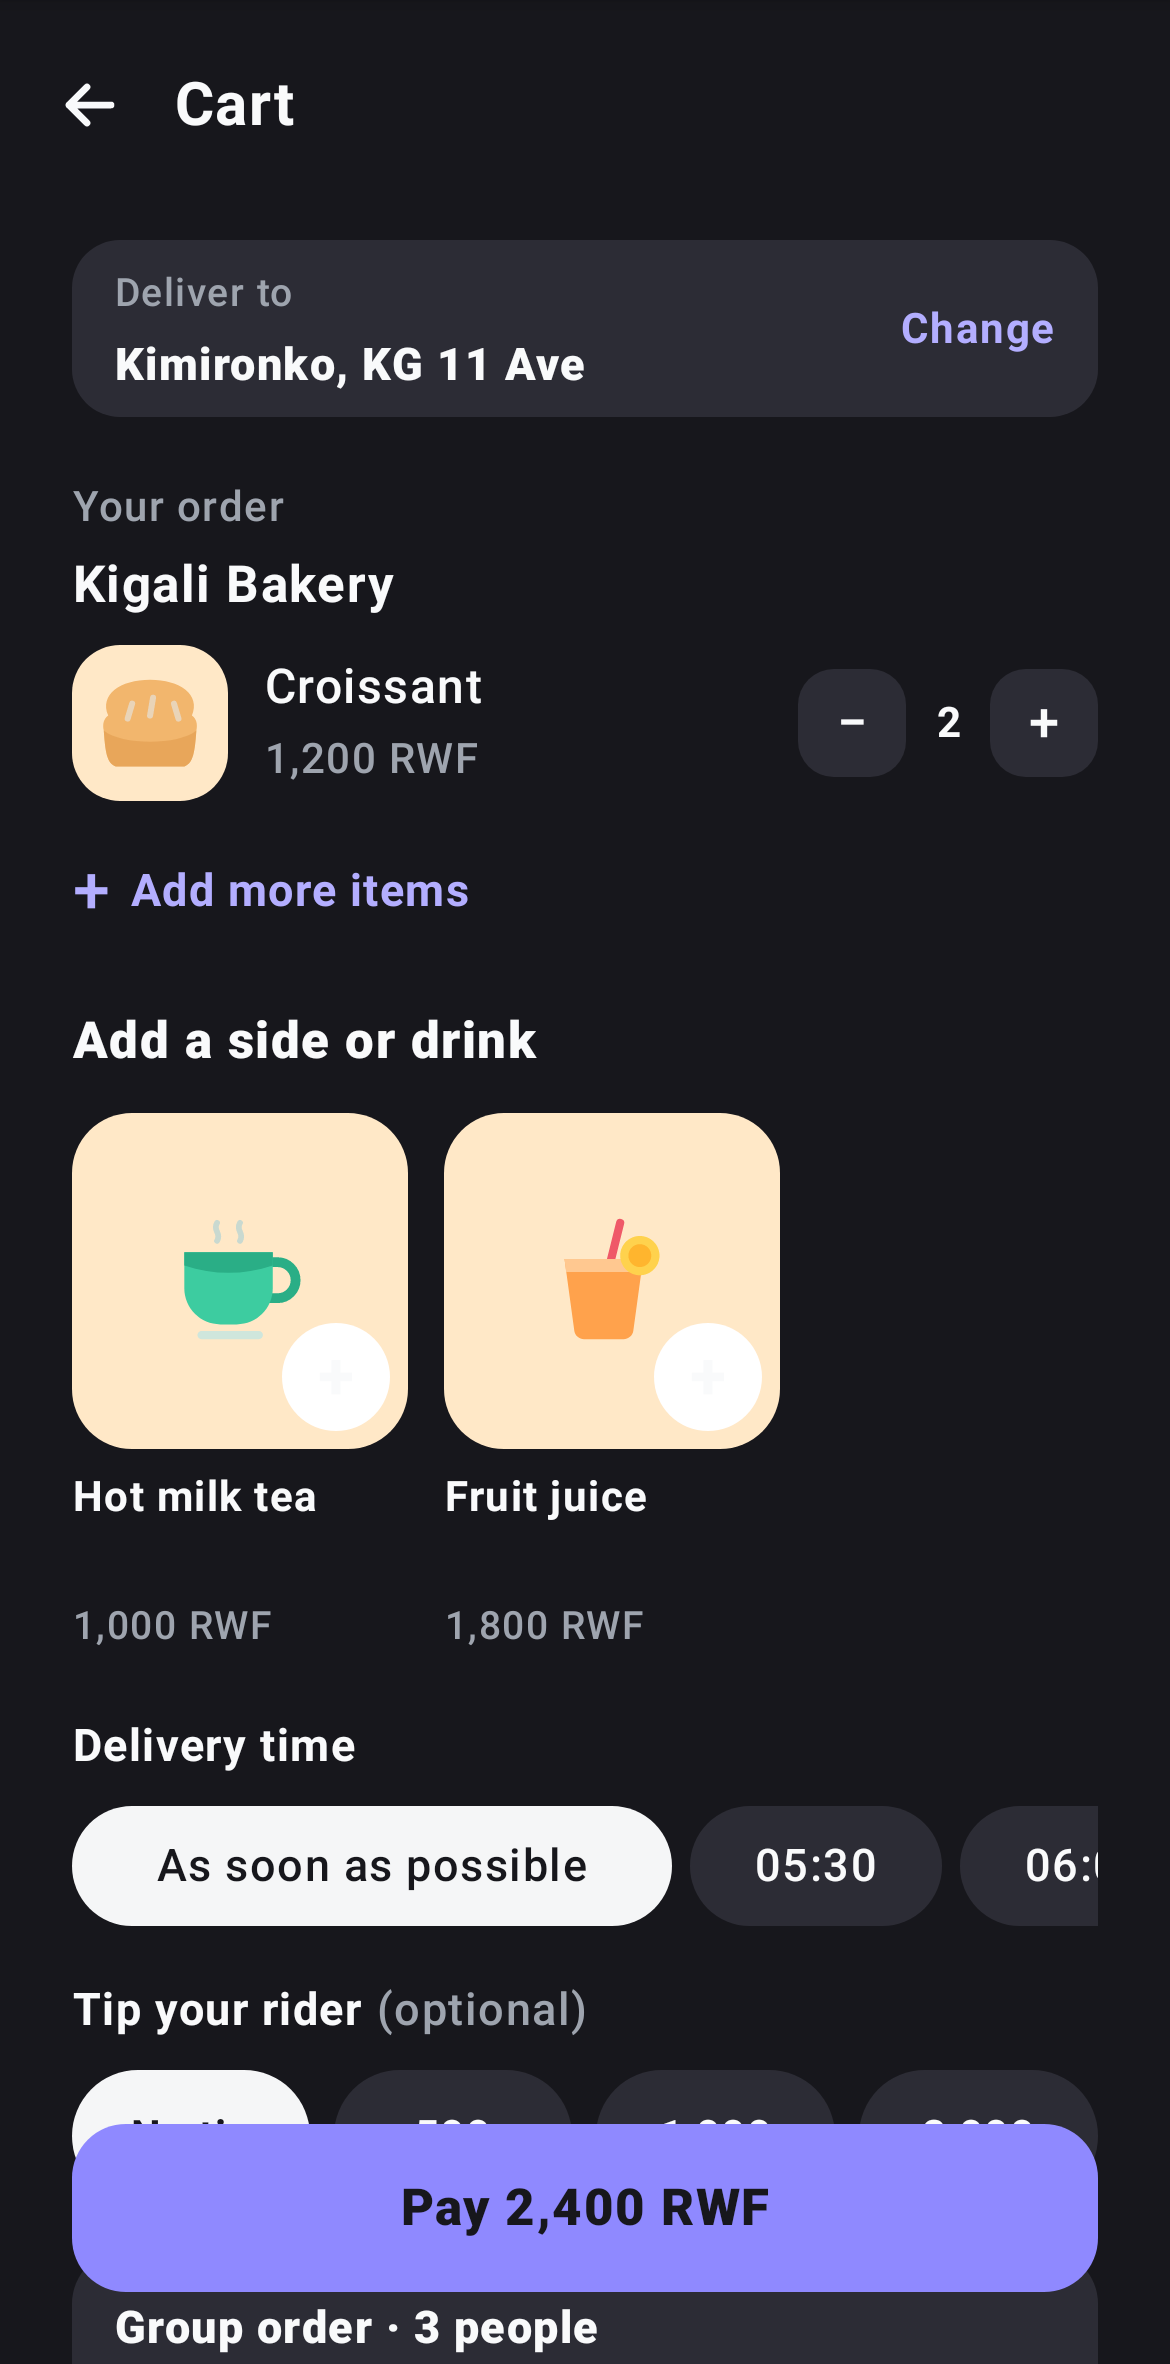 Cart
Deliver to
Kimironko, KG 11 Ave
Change
Your order
Kigali Bakery
Croissant
1,200 RWF
− 2 +
+ Add more items
Add a side or drink
+ +
Hot milk tea
Fruit juice
1,000 RWF
1,800 RWF
Delivery time
As soon as possible
05:30
Tip your rider (optional)
Pay 2,400 RWF
Group order · 3 people